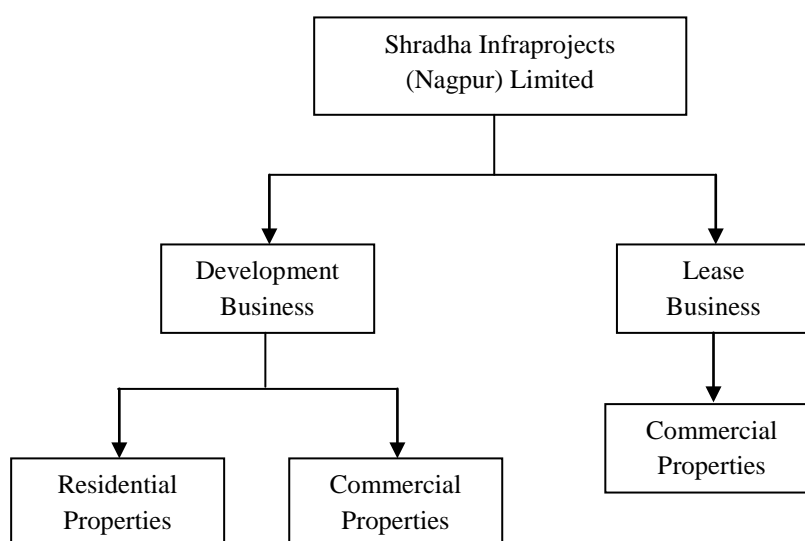 Shradha Infraprojects
(Nagpur) Limited
Development
Business
Lease
Business
Residential
Properties
Commercial
Properties
Commercial
Properties